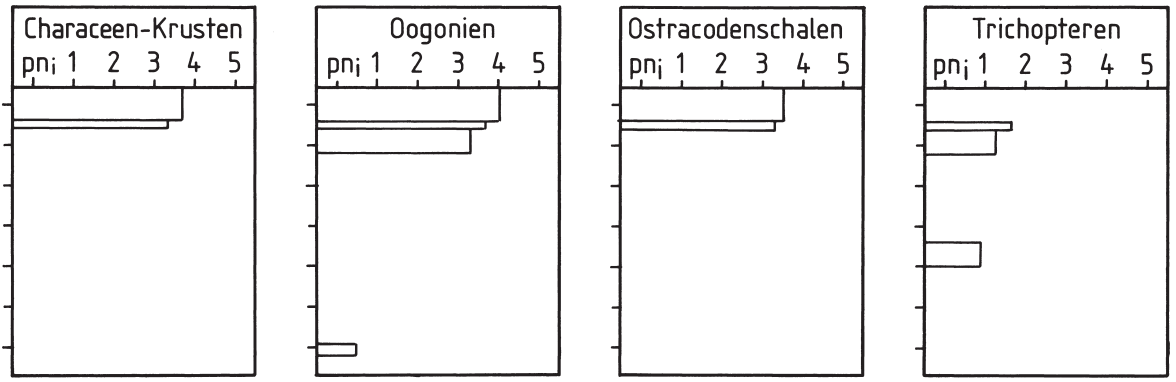 Characeen-Krusten
pnᵢ 1 2 3 4 5
Oogonien
pnᵢ 1 2 3 4 5
Ostracodenschalen
pnᵢ 1 2 3 4 5
Trichopteren
pnᵢ 1 2 3 4 5